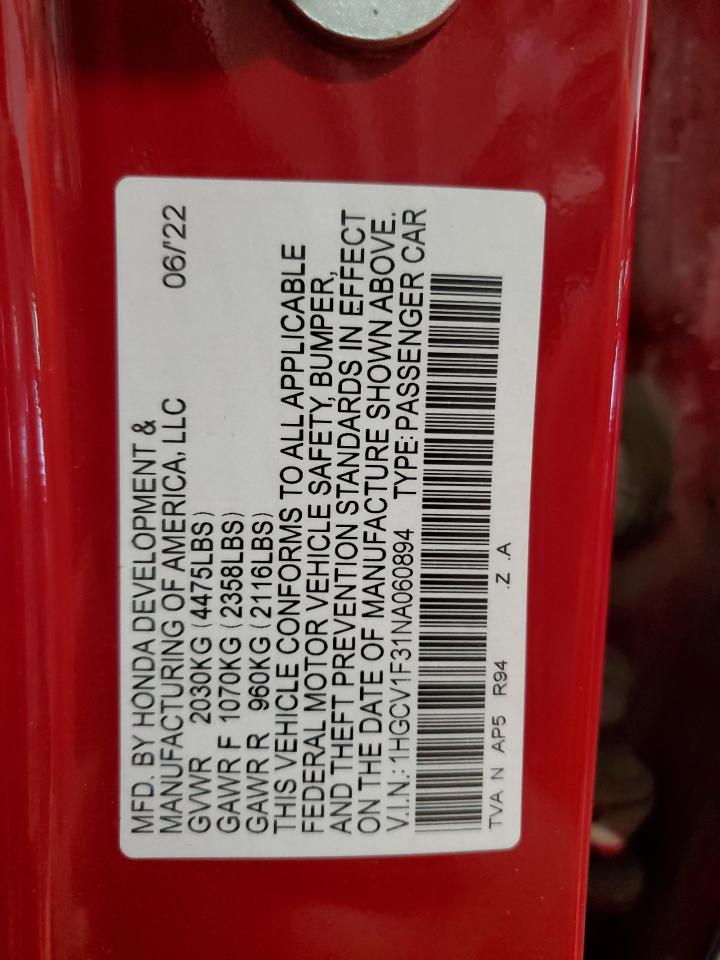 MFD. BY HONDA DEVELOPMENT &
MANUFACTURING OF AMERICA, LLC 06/'22
GVWR 2030KG (4475LBS)
GAWR F 1070KG (2358LBS)
GAWR R 960KG (2116LBS)
THIS VEHICLE CONFORMS TO ALL APPLICABLE
FEDERAL MOTOR VEHICLE SAFETY, BUMPER,
AND THEFT PREVENTION STANDARDS IN EFFECT
ON THE DATE OF MANUFACTURE SHOWN ABOVE.
V.I.N.: 1HGCV1F31NA060894 TYPE: PASSENGER CAR
TVA N AP5 R94 .Z .A